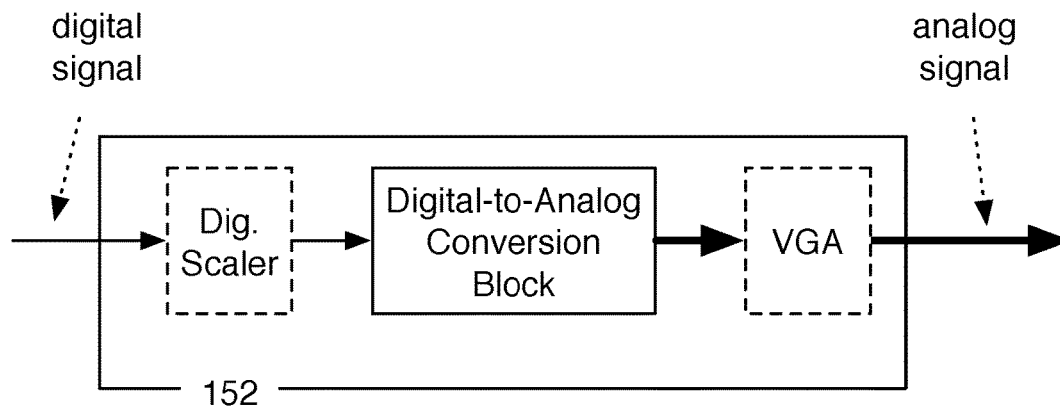 digital
signal
analog
signal
Dig.
Scaler
Digital-to-Analog
Conversion
Block
VGA
152